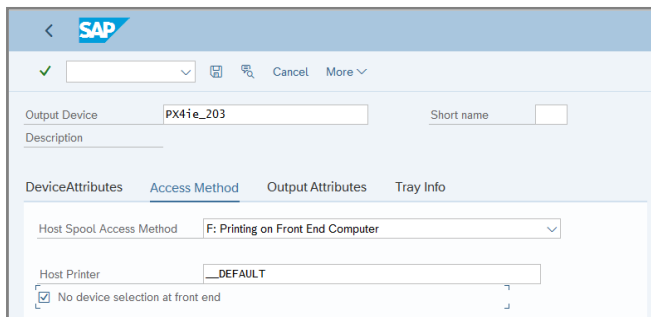 SAP
Cancel More
Output Device PX4ie_203 Short name
Description
DeviceAttributes Access Method Output Attributes Tray Info
Host Spool Access Method F: Printing on Front End Computer
Host Printer __DEFAULT
No device selection at front end